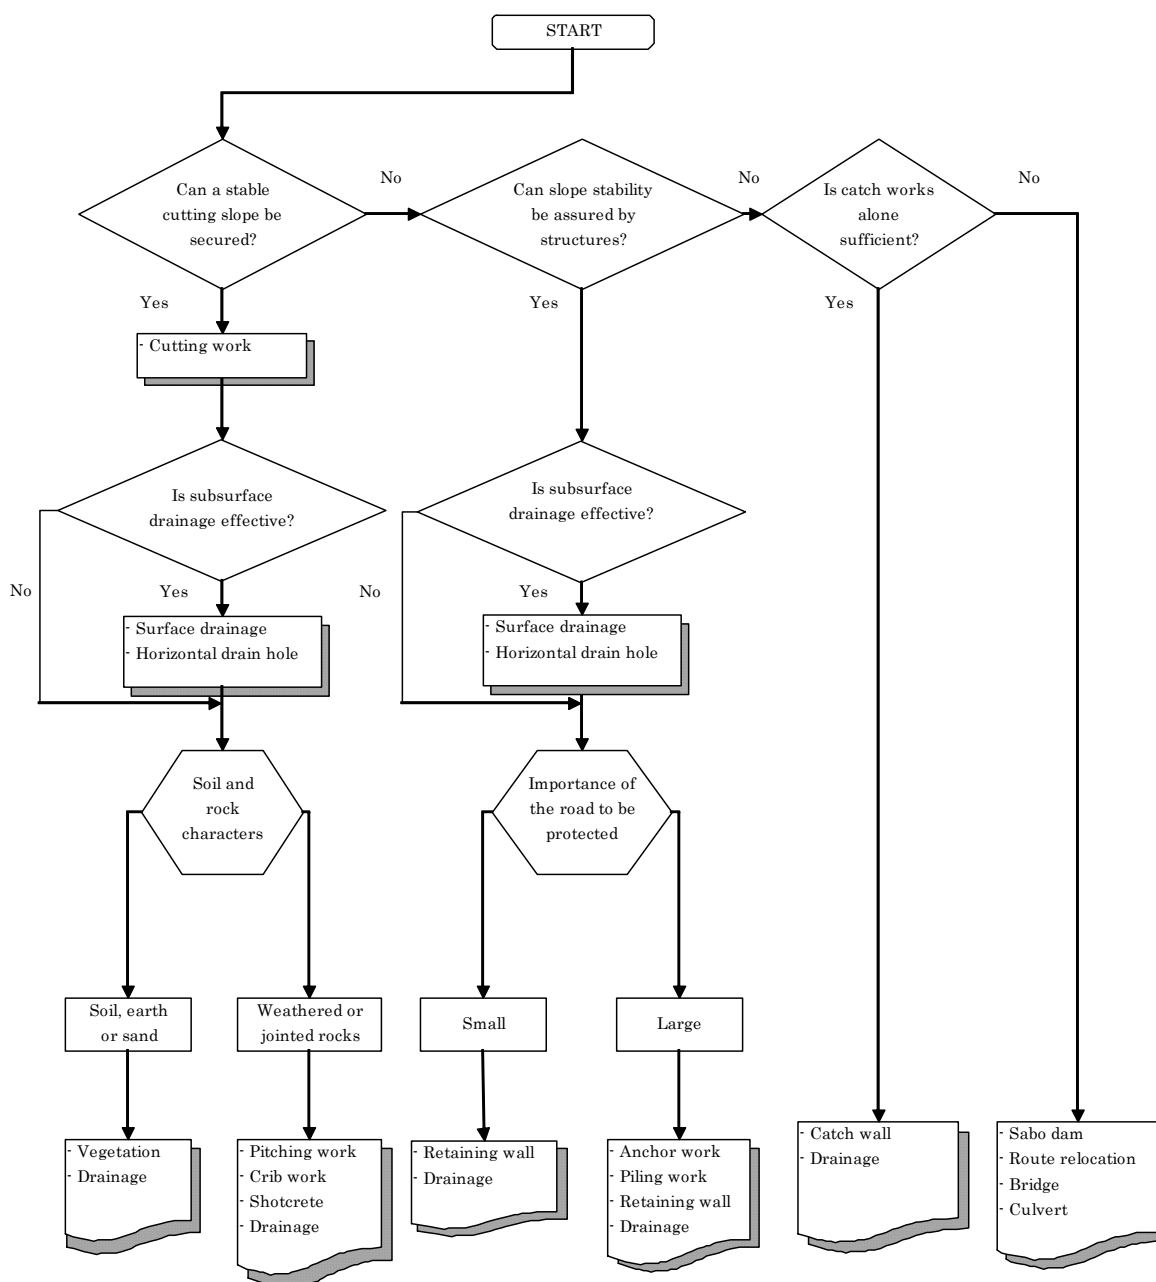 START
Can a stable
cutting slope be
secured?
No
Can slope stability
be assured by
structures?
No
Is catch works
alone
sufficient?
No
Yes
Yes
Yes
- Cutting work
Is subsurface
drainage effective?
Is subsurface
drainage effective?
No
Yes
No
Yes
- Surface drainage
- Horizontal drain hole
- Surface drainage
- Horizontal drain hole
Soil and
rock
characters
Importance of
the road to be
protected
Soil, earth
or sand
Weathered or
jointed rocks
Small
Large
- Vegetation
- Drainage
- Pitching work
- Crib work
- Shotcrete
- Drainage
- Retaining wall
- Drainage
- Anchor work
- Piling work
- Retaining wall
- Drainage
- Catch wall
- Drainage
- Sabo dam
- Route relocation
- Bridge
- Culvert